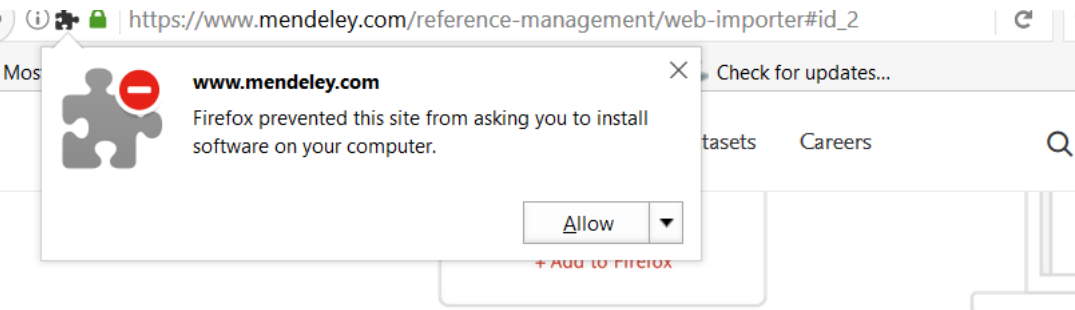 https://www.mendeley.com/reference-management/web-importer#id_2
Mos
www.mendeley.com
Check for updates...
Firefox prevented this site from asking you to install
software on your computer.
tasets Careers
Allow
+ Add to Firefox